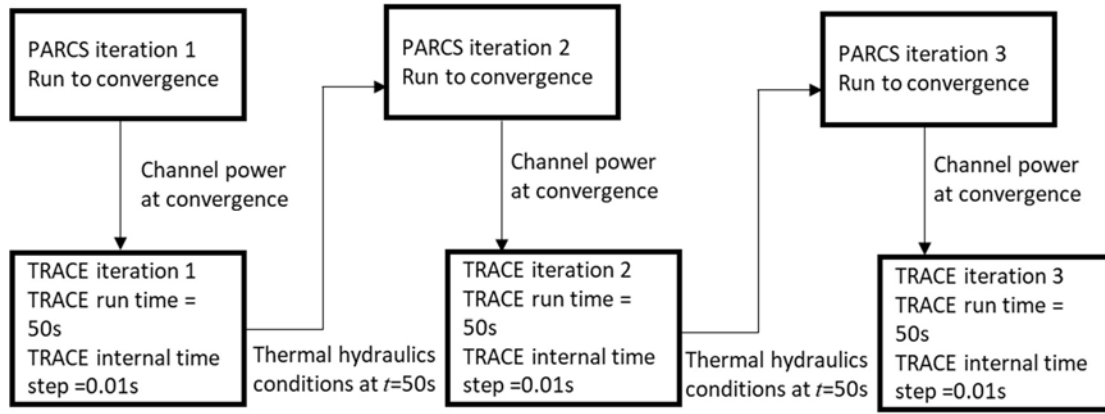 PARCS iteration 1
Run to convergence
PARCS iteration 2
Run to convergence
PARCS iteration 3
Run to convergence
Channel power
at convergence
Channel power
at convergence
Channel power
at convergence
TRACE iteration 1
TRACE run time =
50s
TRACE internal time
step =0.01s
Thermal hydraulics
conditions at t=50s
TRACE iteration 2
TRACE run time =
50s
TRACE internal time
step =0.01s
Thermal hydraulics
conditions at t=50s
TRACE iteration 3
TRACE run time =
50s
TRACE internal time
step =0.01s